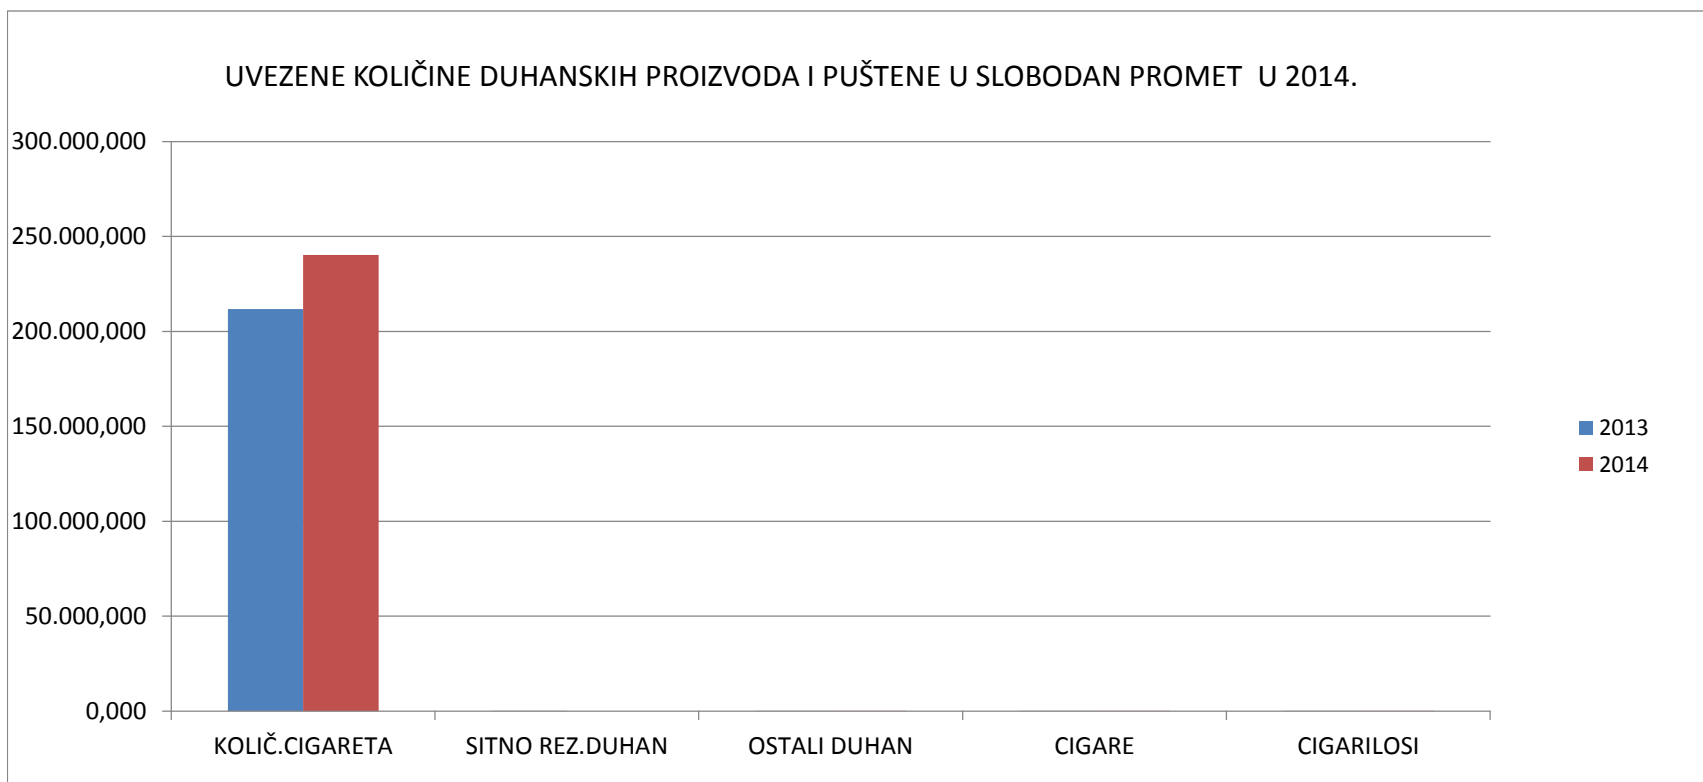 UVEZENE KOLIČINE DUHANSKIH PROIZVODA I PUŠTENE U SLOBODAN PROMET  U 2014.
300.000,000
250.000,000
200.000,000
150.000,000
100.000,000
50.000,000
0,000
KOLIČ.CIGARETA
SITNO REZ.DUHAN
OSTALI DUHAN
CIGARE
CIGARILOSI
2013
2014